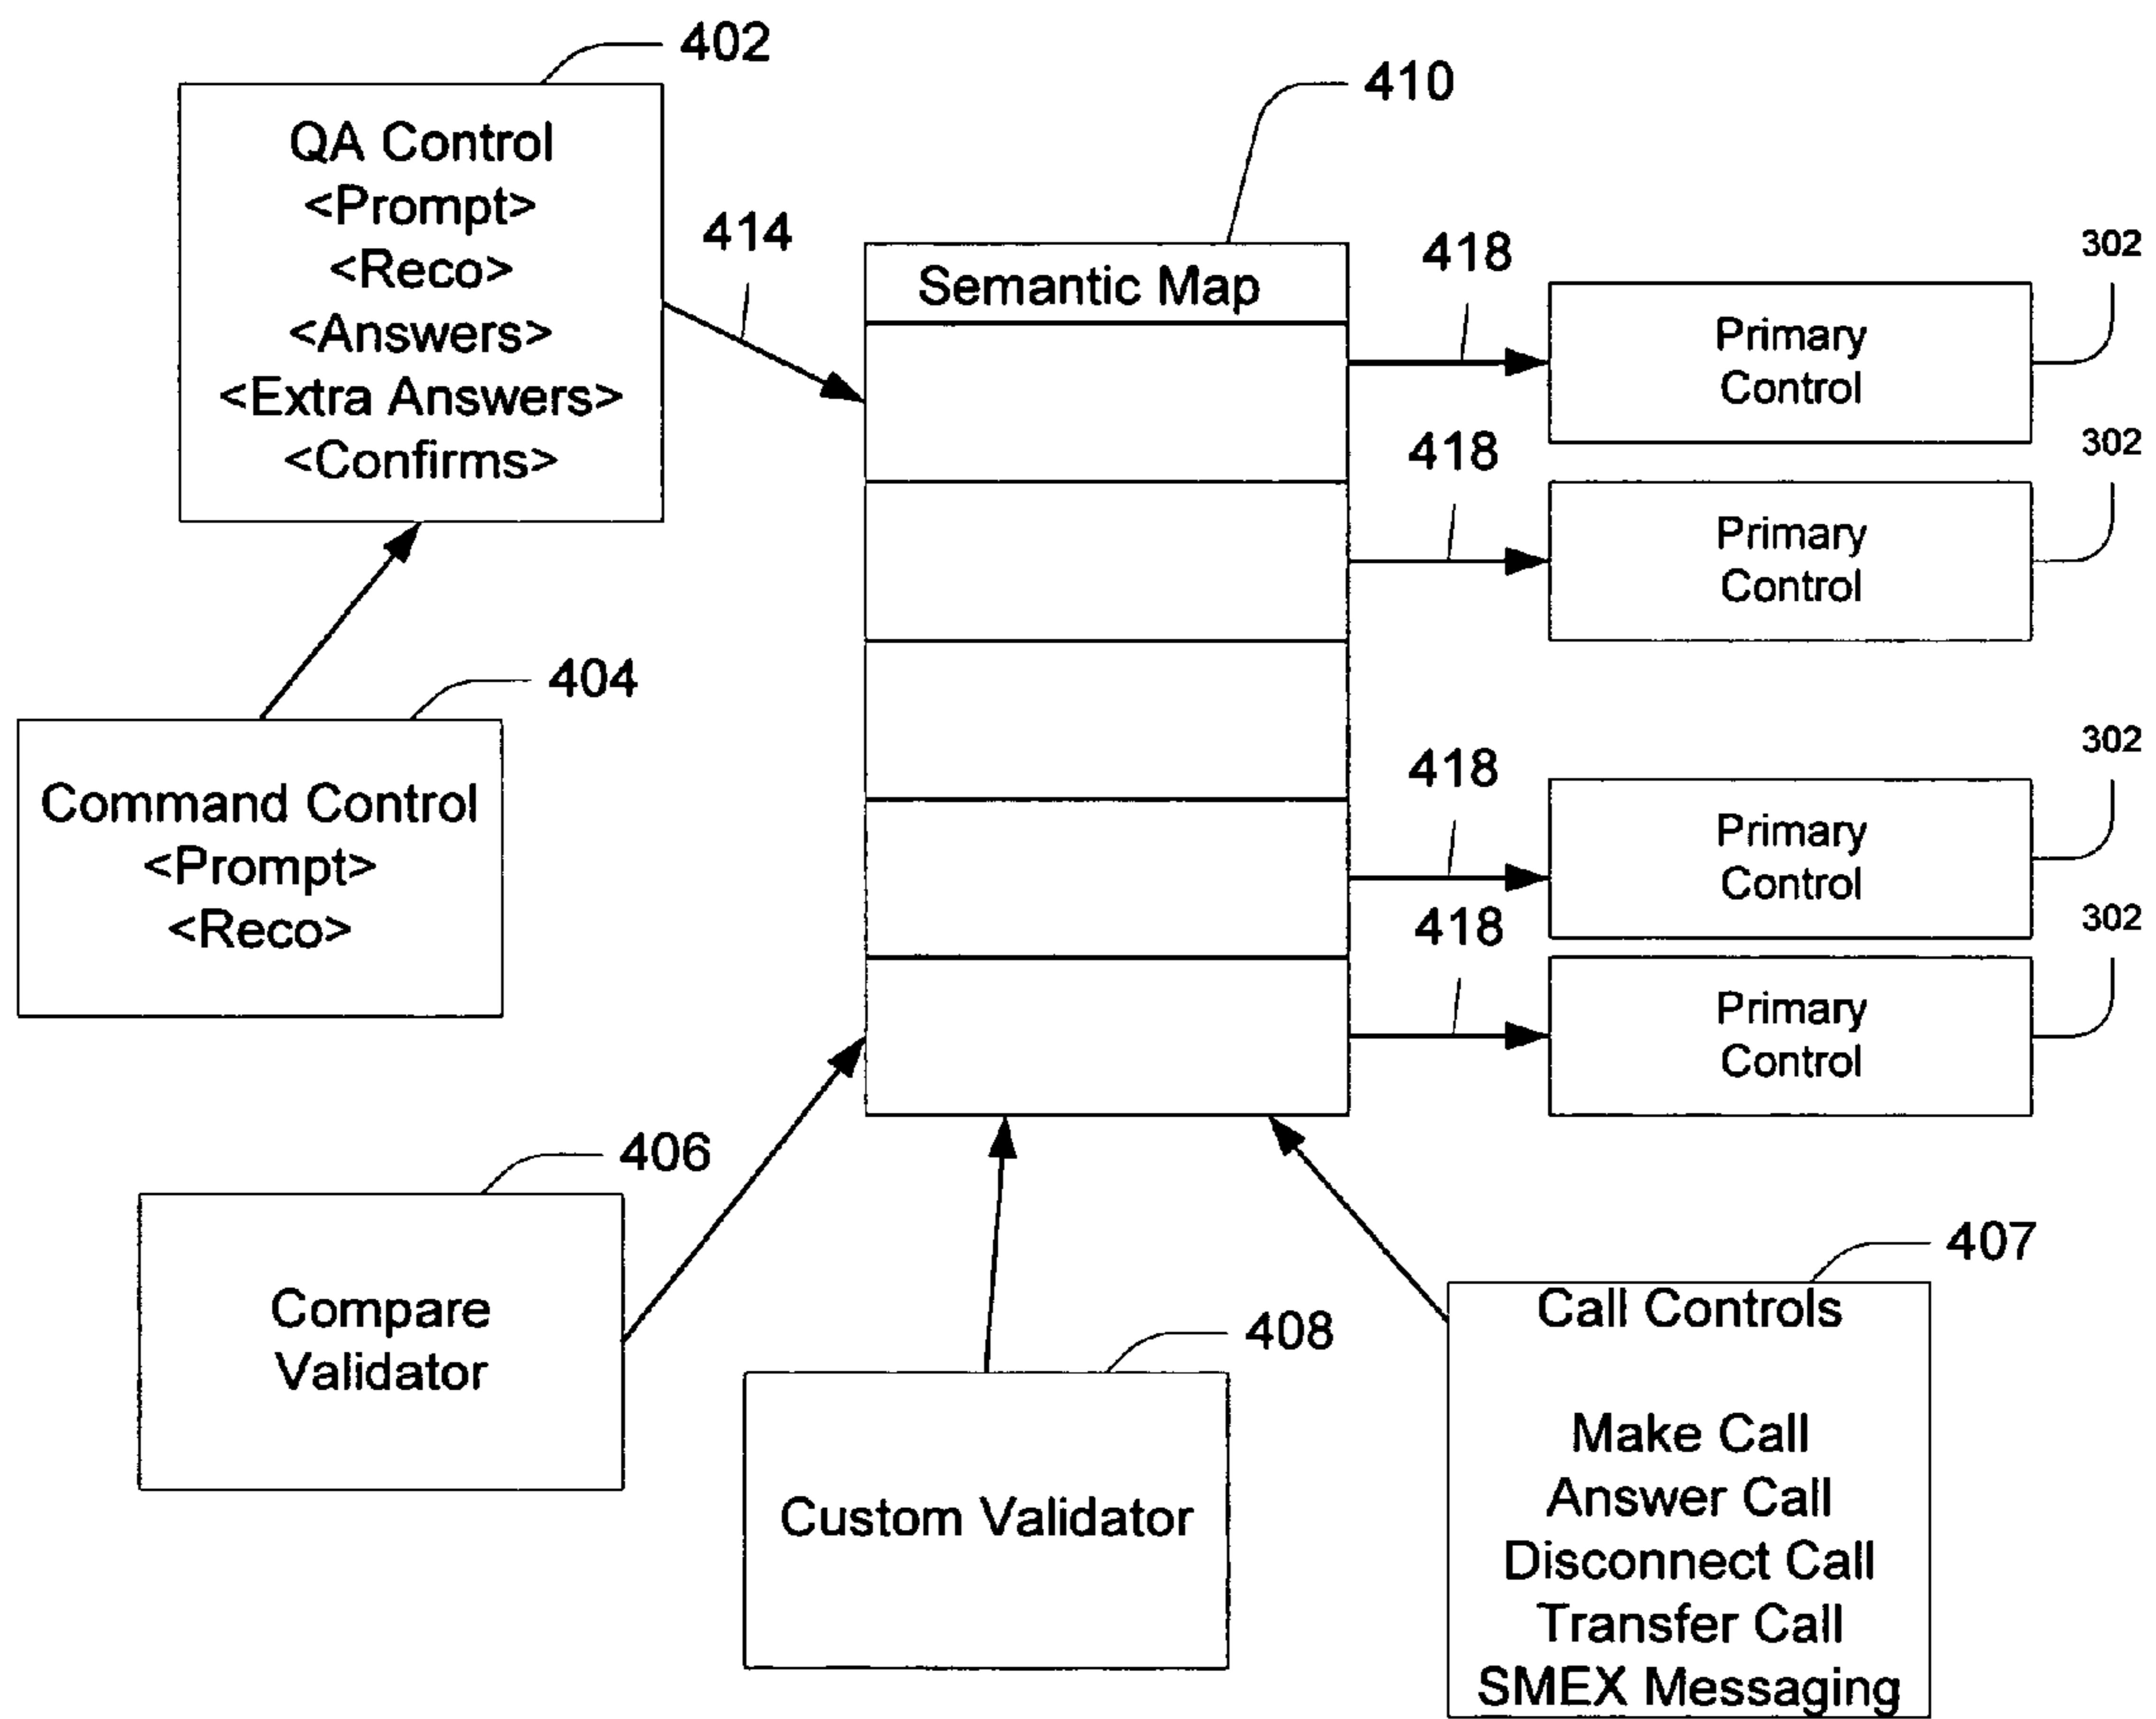 402
QA Control
<Prompt>
<Reco>
<Answers>
<Extra Answers>
<Confirms>
414
410
Semantic Map
418
302
Primary
Control
418
302
Primary
Control
404
Command Control
<Prompt>
<Reco>
418
302
Primary
Control
418
302
Primary
Control
406
Compare
Validator
408
Custom Validator
407
Call Controls
Make Call
Answer Call
Disconnect Call
Transfer Call
SMEX Messaging